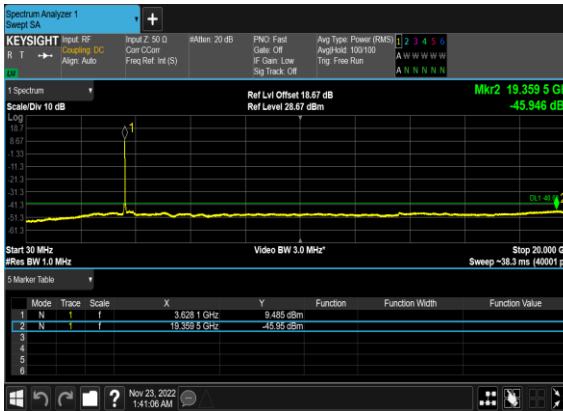 Spectrum Analyzer 1
Swept SA
KEYSIGHT Input: RF Input Z: 50 Ω #Atten: 20 dB PNO: Fast Avg Type: Power (RMS) 1 2 3 4 5 6
R T Coupling: DC Corr CCorr Gate: Off Avg|Hold: 100/100 A W W W W W
Align: Auto Freq Ref: Int (S) IF Gain: Low Trig: Free Run
LXI Sig Track: Off A N N N N N
1 Spectrum Ref Lvl Offset 18.67 dB Mkr2 19.359 5 GH
Scale/Div 10 dB Ref Level 28.67 dBm -45.946 dB
Log
18.7 1
8.67
-1.33
-11.3
-21.3
-31.3
-41.3 DL1 -40.00 2
-51.3
-61.3
Start 30 MHz Video BW 3.0 MHz* Stop 20.000 G
#Res BW 1.0 MHz Sweep ~38.3 ms (40001 p
5 Marker Table
Mode Trace Scale X Y Function Function Width Function Value
1 N 1 f 3.628 1 GHz 9.485 dBm
2 N 1 f 19.359 5 GHz -45.95 dBm
3
4
5
6
? Nov 23, 2022
1:41:06 AM